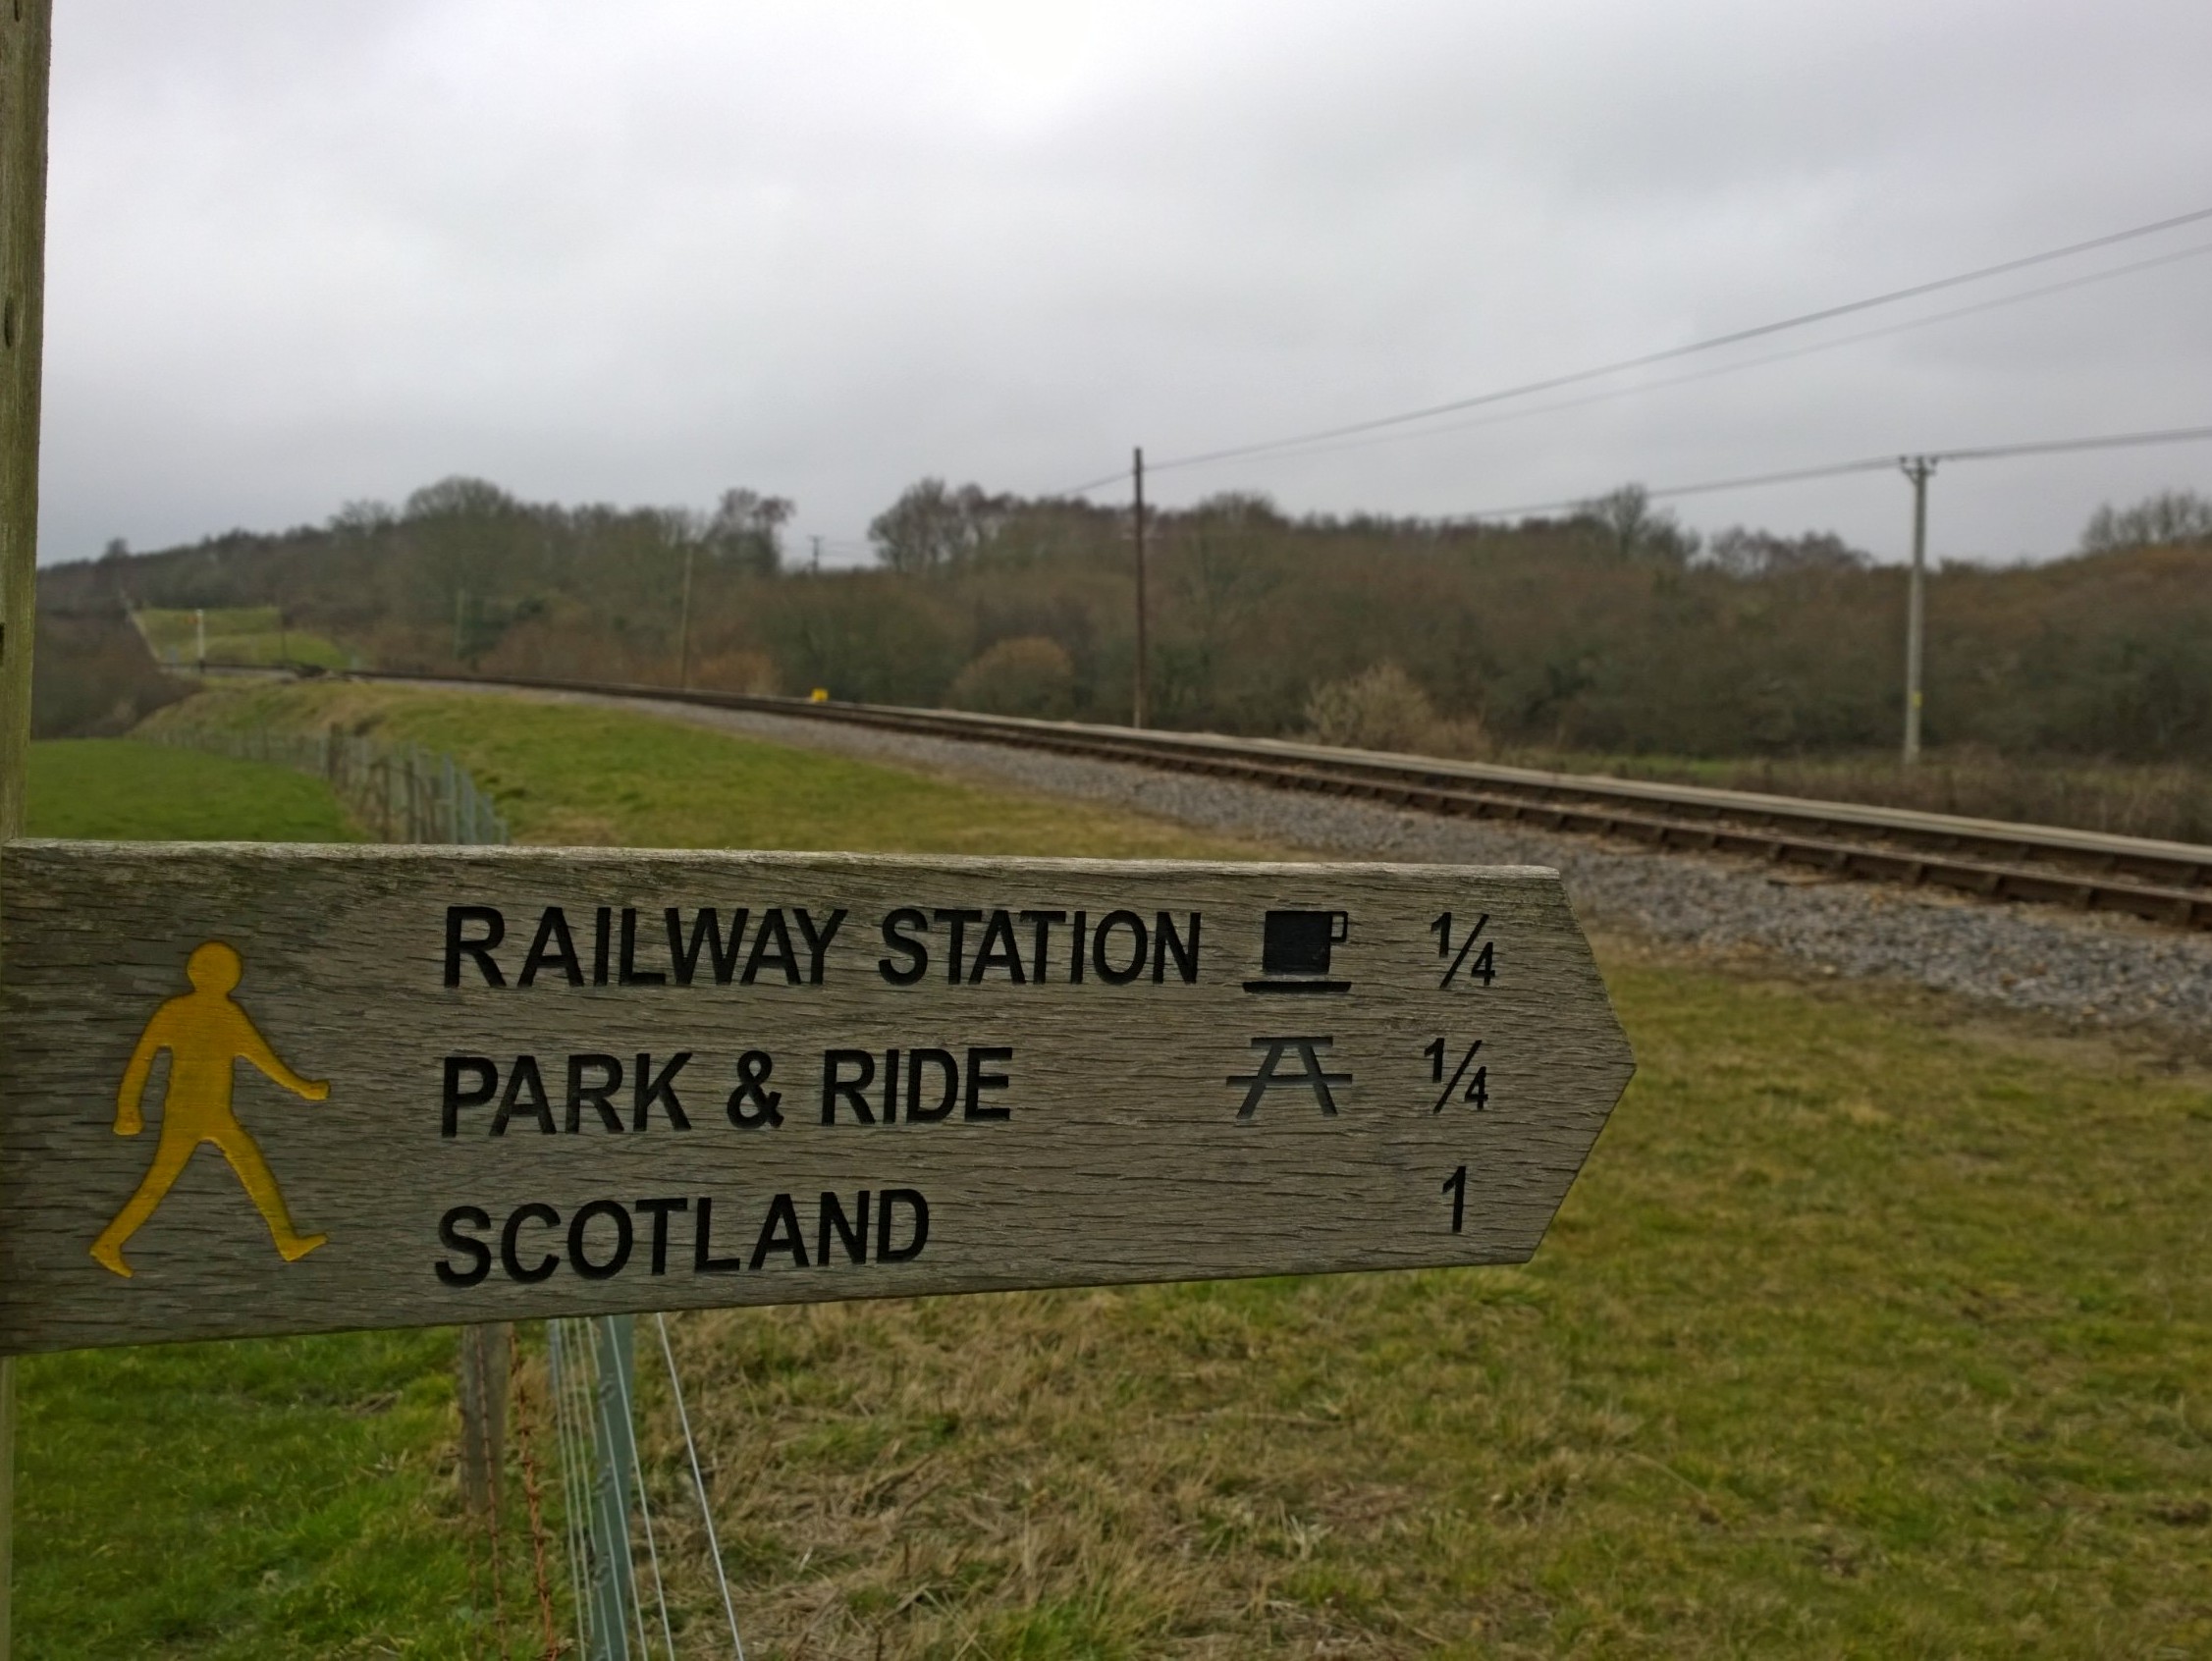 RAILWAY STATION ¼
PARK & RIDE ¼
SCOTLAND 1